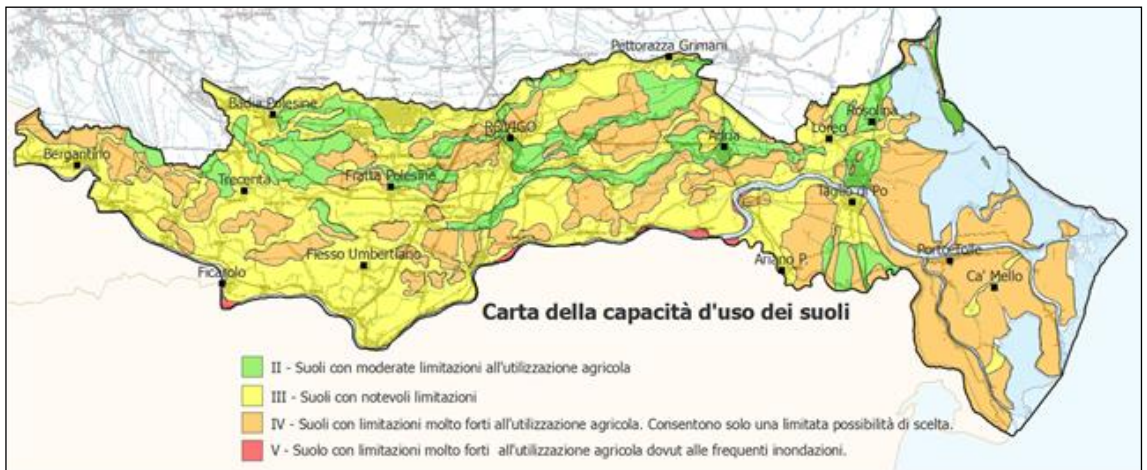 Pettorazza Grimani
Badia Polesine
ROVIGO
Rosolina
Loreo
Adria
Bergantino
Trecenta
Fratta Polesine
Taglio di Po
Fiesso Umbertiano
Ficarolo
Ariano P.
Porto Tolle
Ca' Mello
Carta della capacità d'uso dei suoli
II - Suoli con moderate limitazioni all'utilizzazione agricola
III - Suoli con notevoli limitazioni
IV - Suoli con limitazioni molto forti all'utilizzazione agricola. Consentono solo una limitata possibilità di scelta.
V - Suolo con limitazioni molto forti all'utilizzazione agricola dovut alle frequenti inondazioni.